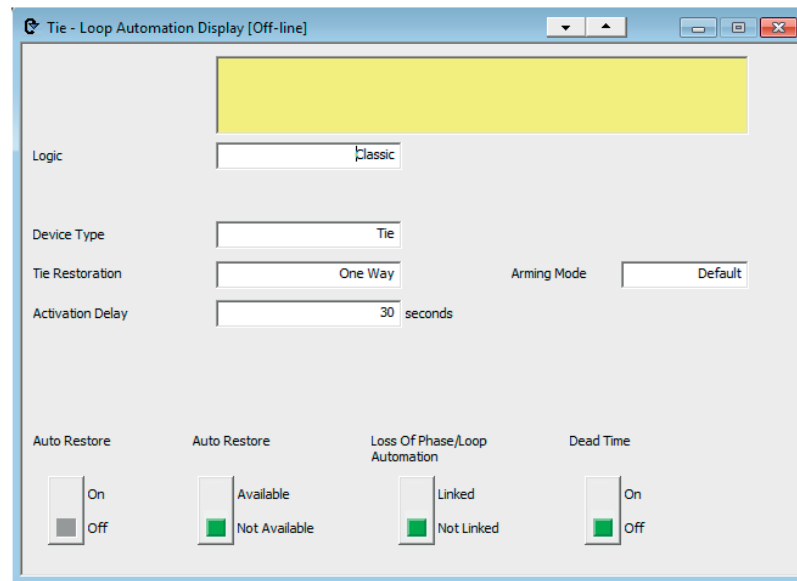 Tie - Loop Automation Display [Off-line]
Logic Classic
Device Type Tie
Tie Restoration One Way Arming Mode Default
Activation Delay 30 seconds
Auto Restore Auto Restore Loss Of Phase/Loop Automation Dead Time
On Available Linked On
Off Not Available Not Linked Off